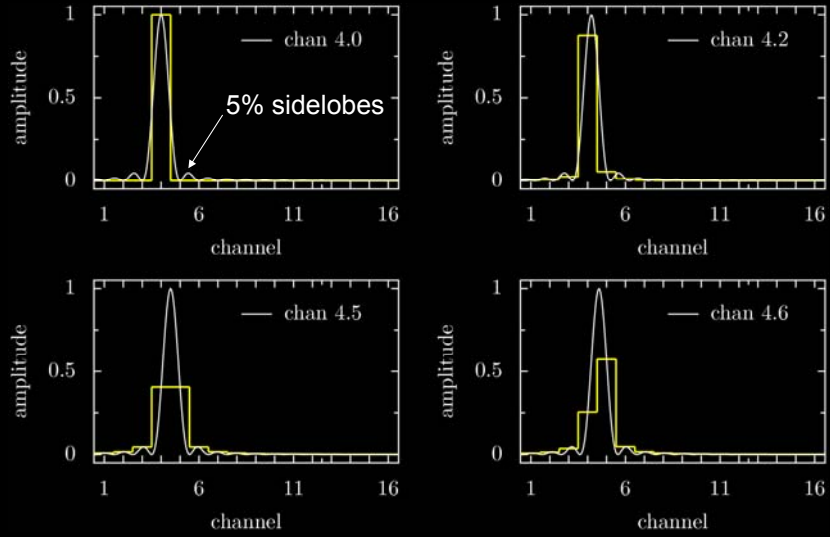 1
chan 4.0
amplitude
0.5
5% sidelobes
0
1 6 11 16
channel
1
chan 4.2
amplitude
0.5
0
1 6 11 16
channel
1
chan 4.5
amplitude
0.5
0
1 6 11 16
channel
1
chan 4.6
amplitude
0.5
0
1 6 11 16
channel